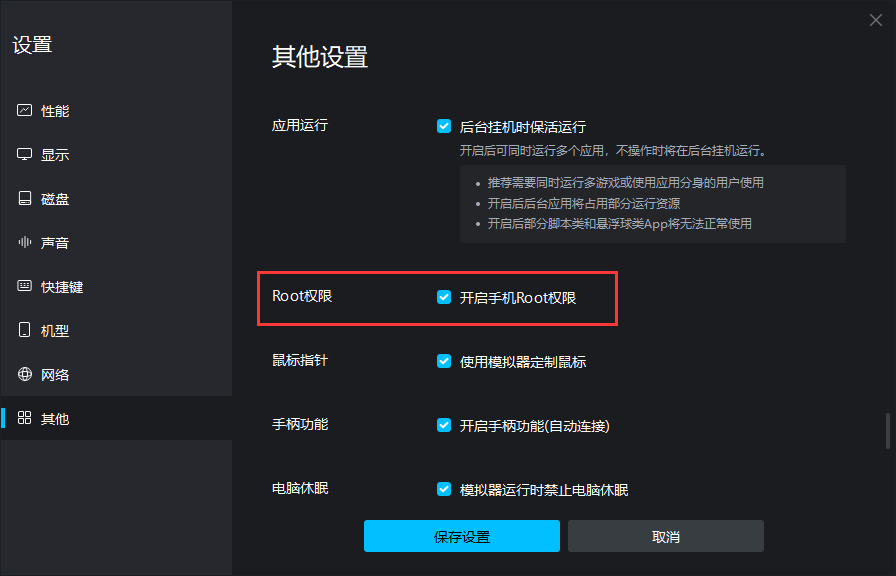 设置
性能
显示
磁盘
声音
快捷键
机型
网络
其他
其他设置
应用运行
后台挂机时保活运行
开启后可同时运行多个应用，不操作时将在后台挂机运行。
• 推荐需要同时运行多游戏或使用应用分身的用户使用
• 开启后后台应用将占用部分运行资源
• 开启后部分脚本类和悬浮球类App将无法正常使用
Root权限
开启手机Root权限
鼠标指针
使用模拟器定制鼠标
手柄功能
开启手柄功能(自动连接)
电脑休眠
模拟器运行时禁止电脑休眠
保存设置
取消